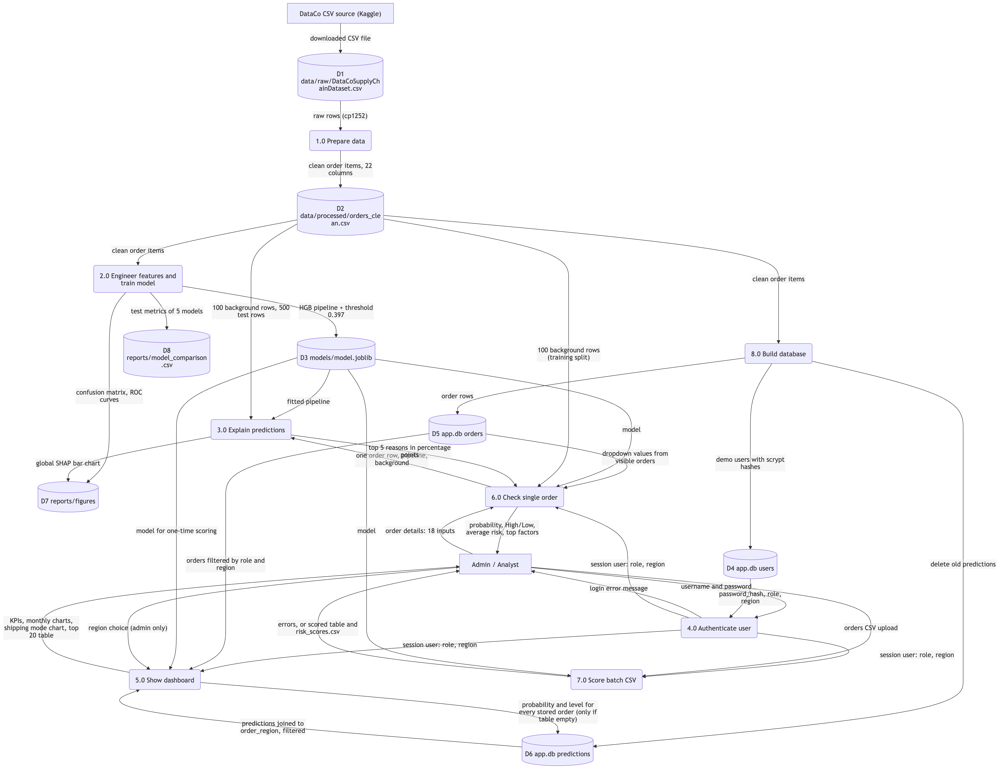 DataCo CSV source (Kaggle)
downloaded CSV file
D1
data/raw/DataCoSupplyCh
ainDataset.csv
raw rows (cp1252)
1.0 Prepare data
clean order items, 22
columns
D2
data/processed/orders_cle
an.csv
clean order items
2.0 Engineer features and
train model
clean order items
test metrics of 5 models
100 background rows, 500
test rows
HGB pipeline + threshold
0.397
D8
reports/model_comparison
.csv
D3 models/model.joblib
100 background rows
(training split)
8.0 Build database
confusion matrix, ROC
curves
fitted pipeline
order rows
3.0 Explain predictions
D5 app.db orders
model
top 5 reasons in percentage
points
one order row, pipeline,
background
dropdown values from
visible orders
global SHAP bar chart
demo users with scrypt
hashes
D7 reports/figures
6.0 Check single order
model for one-time scoring
model
order details: 18 inputs
probability, High/Low,
average risk, top factors
orders filtered by role and
region
Admin / Analyst
session user: role, region
D4 app.db users
delete old predictions
login error message
username and password
password_hash, role,
region
KPIs, monthly charts,
shipping mode chart, top
20 table
region choice (admin only)
errors, or scored table and
risk_scores.csv
4.0 Authenticate user
orders CSV upload
session user: role, region
session user: role, region
5.0 Show dashboard
7.0 Score batch CSV
probability and level for
every stored order (only if
table empty)
predictions joined to
order_region, filtered
D6 app.db predictions